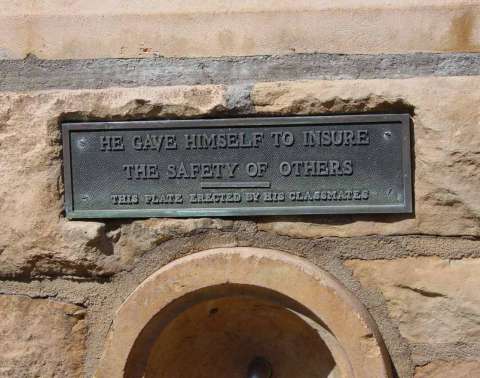 HE GAVE HIMSELF TO INSURE
THE SAFETY OF OTHERS
THIS PLATE ERECTED BY HIS CLASSMATES